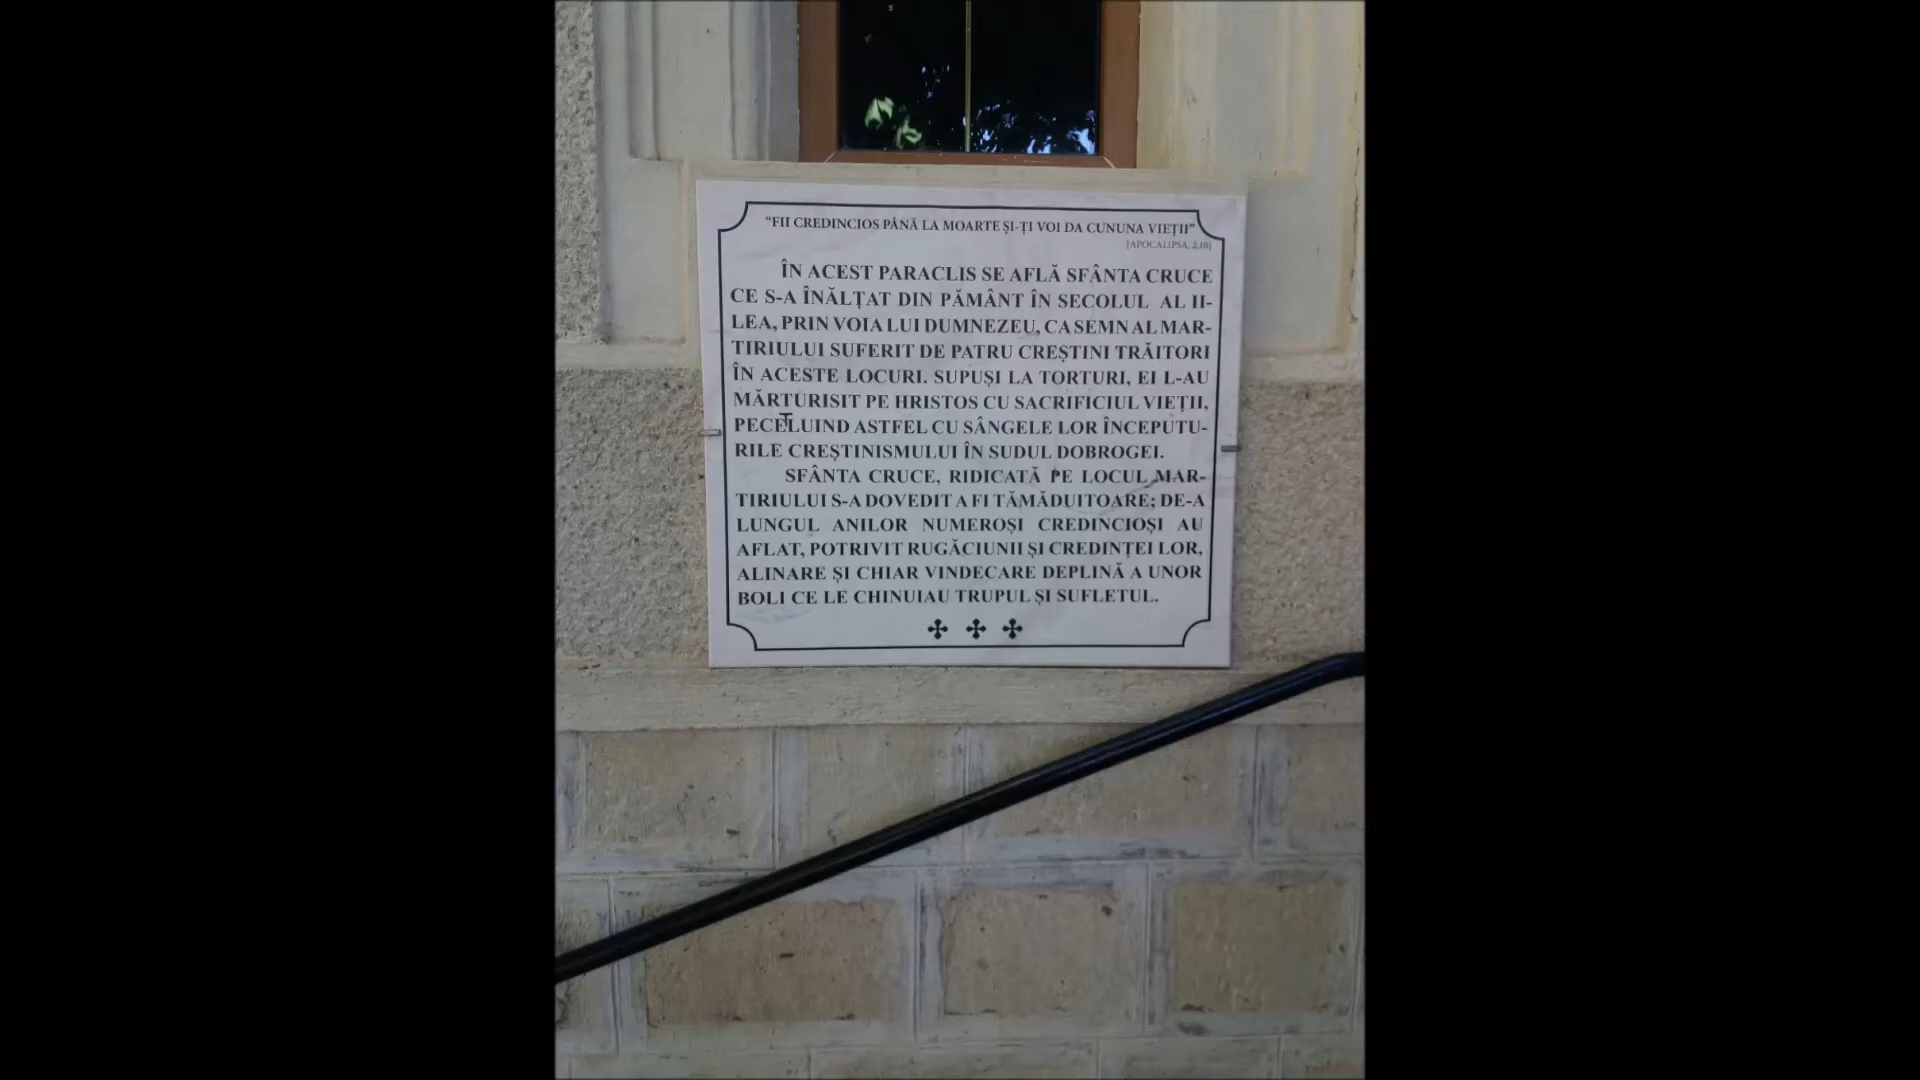 “FII CREDINCIOS PÂNĂ LA MOARTE ȘI-ȚI VOI DA CUNUNA VIEȚII”
[APOCALIPSA, 2,10]
ÎN ACEST PARACLIS SE AFLĂ SFÂNTA CRUCE
CE S-A ÎNĂLȚAT DIN PĂMÂNT ÎN SECOLUL AL II-
LEA, PRIN VOIA LUI DUMNEZEU, CA SEMN AL MAR-
TIRIULUI SUFERIT DE PATRU CREȘTINI TRĂITORI
ÎN ACESTE LOCURI. SUPUȘI LA TORTURI, EI L-AU
MĂRTURISIT PE HRISTOS CU SACRIFICIUL VIEȚII,
PECELUIND ASTFEL CU SÂNGELE LOR ÎNCEPUTU-
RILE CREȘTINISMULUI ÎN SUDUL DOBROGEI.
SFÂNTA CRUCE, RIDICATĂ PE LOCUL MAR-
TIRIULUI S-A DOVEDIT A FI TĂMĂDUITOARE; DE-A
LUNGUL ANILOR NUMEROȘI CREDINCIOȘI AU
AFLAT, POTRIVIT RUGĂCIUNII ȘI CREDINȚEI LOR,
ALINARE ȘI CHIAR VINDECARE DEPLINĂ A UNOR
BOLI CE LE CHINUIAU TRUPUL ȘI SUFLETUL.